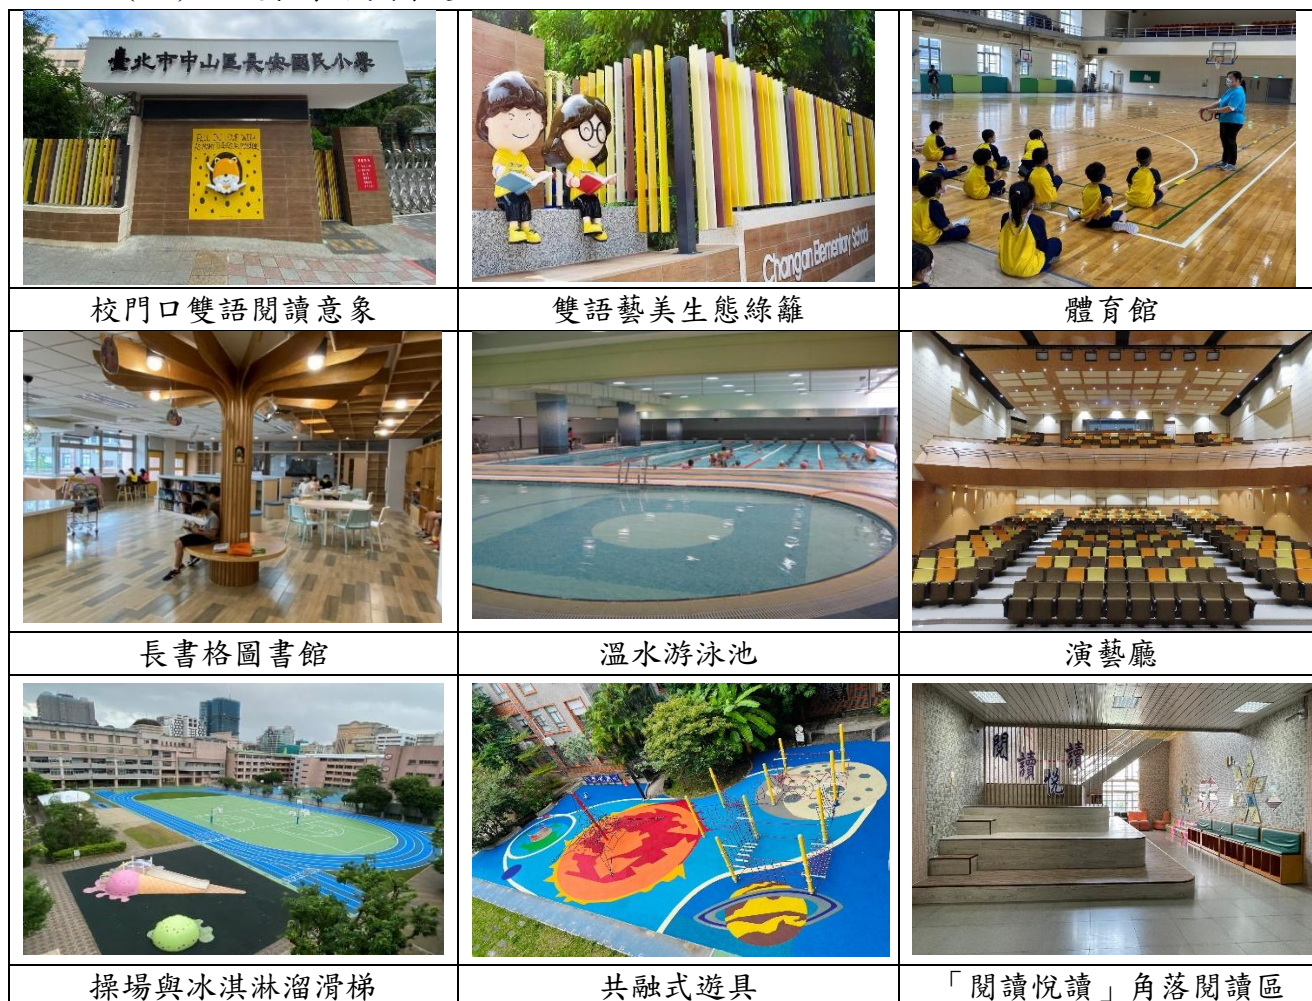 臺北市中山區長安國民小學
Changan Elementary School
校門口雙語閱讀意象
雙語藝美生態綠籬
體育館
長書格圖書館
溫水游泳池
演藝廳
閱讀悅讀
操場與冰淇淋溜滑梯
共融式遊具
「閱讀悅讀」角落閱讀區